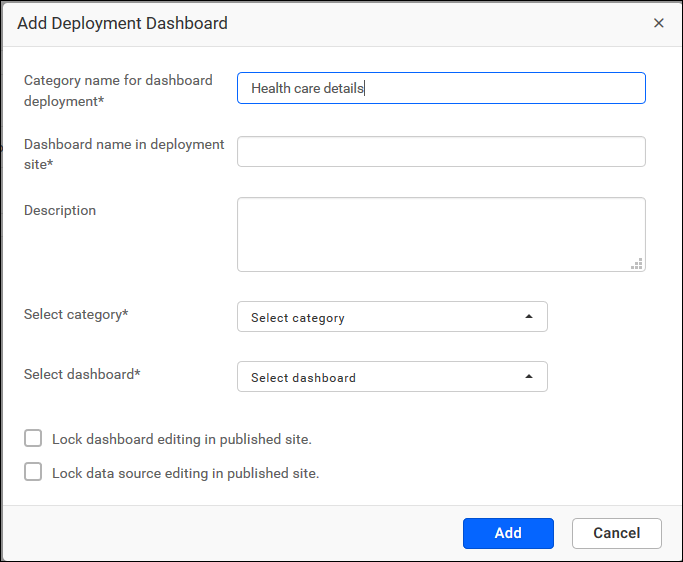 Add Deployment Dashboard
Category name for dashboard
deployment*
Health care details
Dashboard name in deployment
site*
Description
Select category*
Select category
Select dashboard*
Select dashboard
Lock dashboard editing in published site.
Lock data source editing in published site.
Add
Cancel